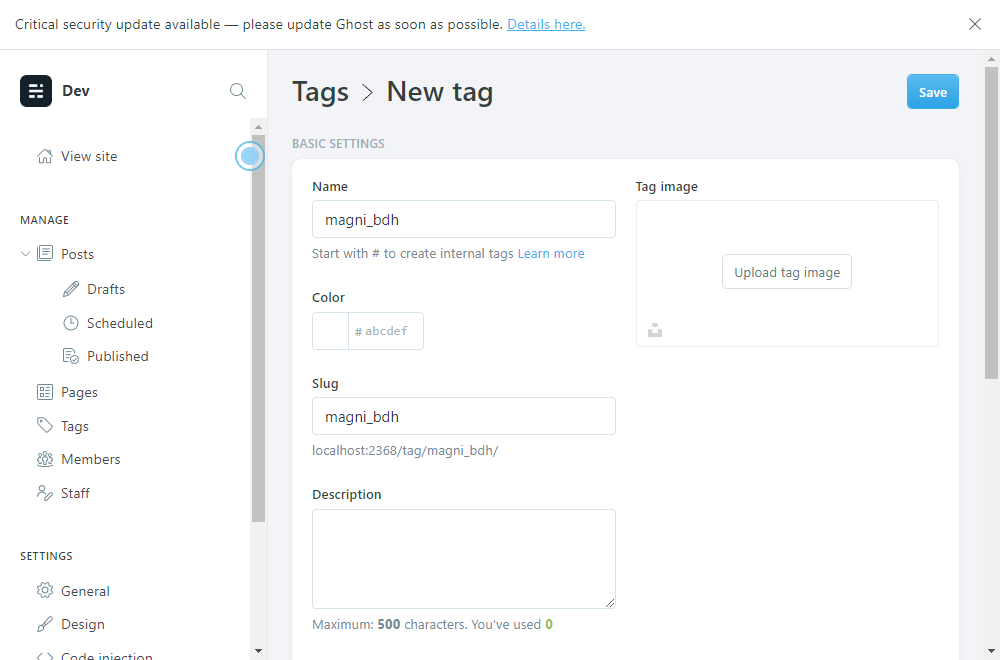 Critical security update available — please update Ghost as soon as possible. Details here.
Dev
View site
MANAGE
Posts
Drafts
Scheduled
Published
Pages
Tags
Members
Staff
SETTINGS
General
Design
Code injection
Tags > New tag
Save
BASIC SETTINGS
Name
magni_bdh
Start with # to create internal tags Learn more
Color
# abcdef
Slug
magni_bdh
localhost:2368/tag/magni_bdh/
Description
Maximum: 500 characters. You've used 0
Tag image
Upload tag image